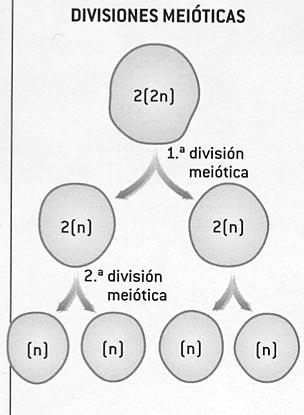 DIVISIONES MEIÓTICAS
2(2n)
1.ª división
meiótica
2(n)
2(n)
2.ª división
meiótica
(n)
(n)
(n)
(n)